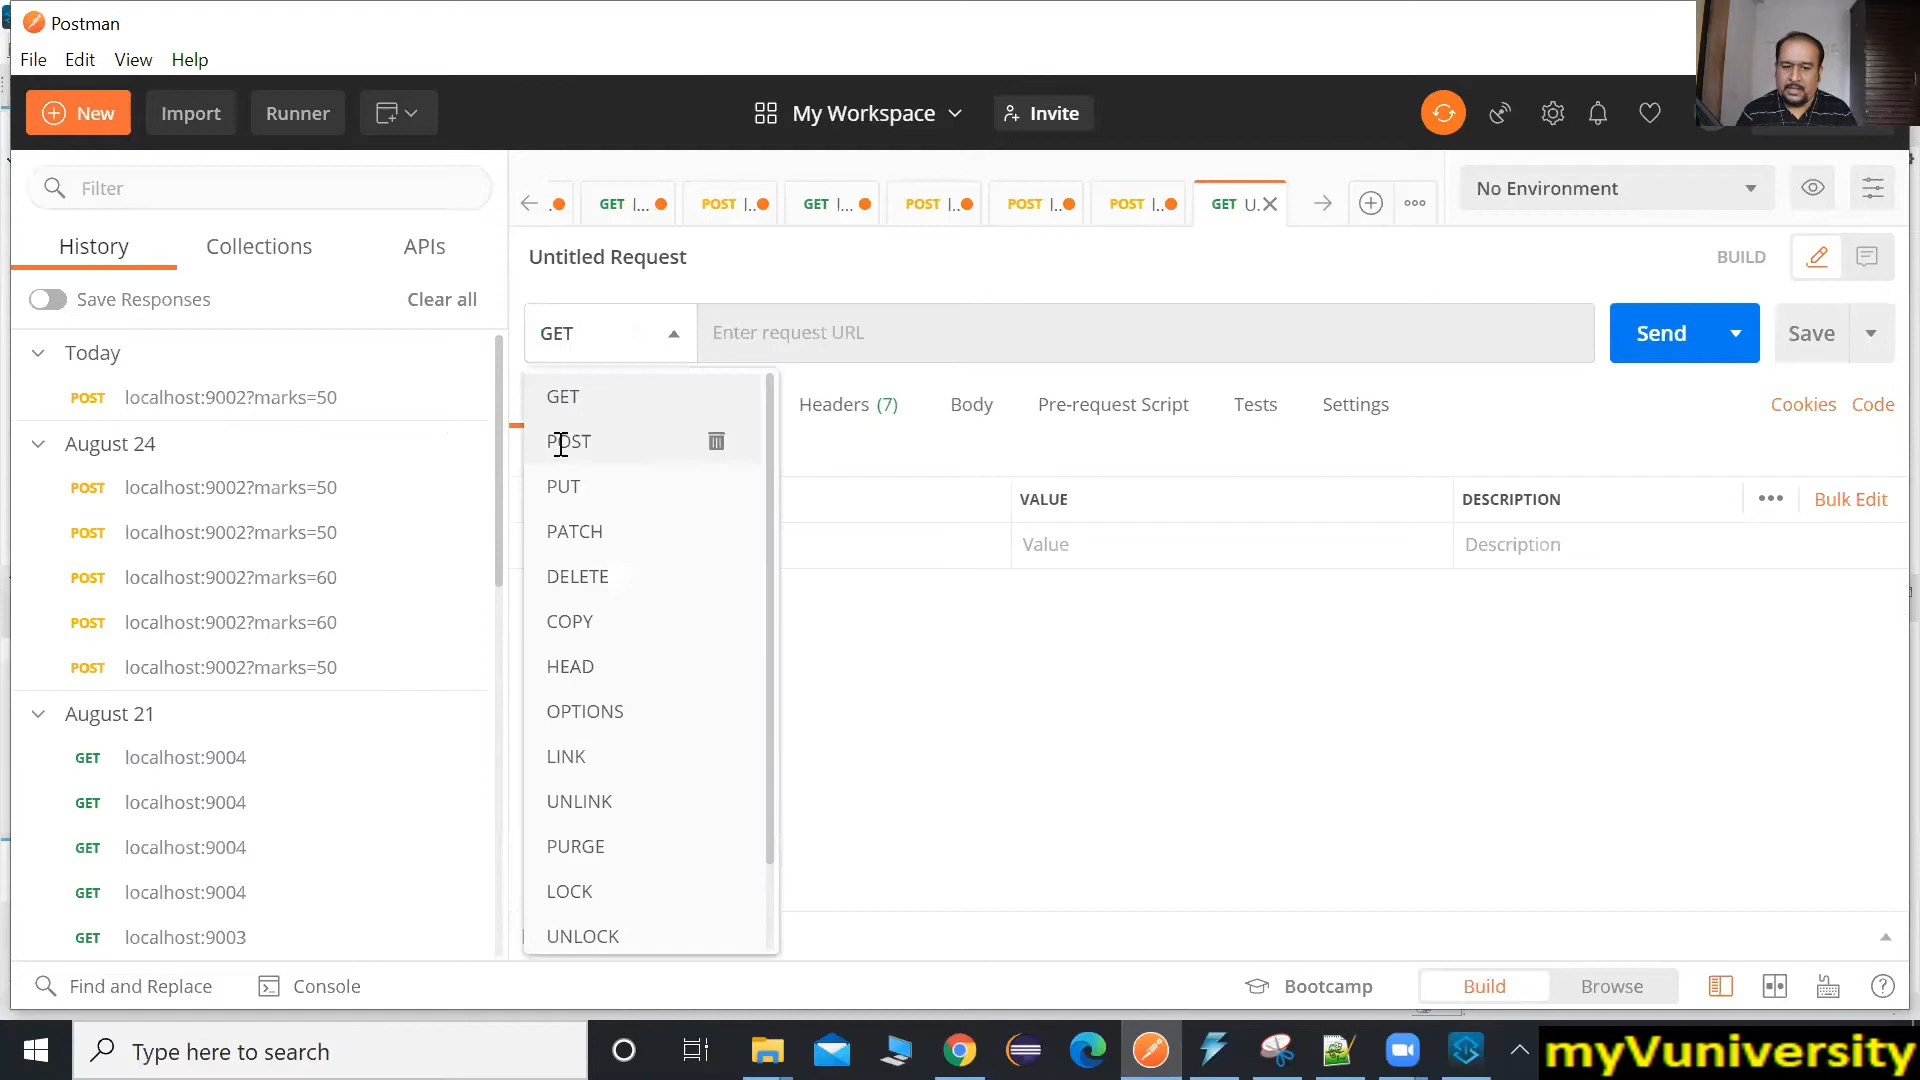 Postman
File Edit View Help
New Import Runner My Workspace Invite
Filter
GET l... POST l.. GET l... POST l.. POST l.. POST l.. GET U.
No Environment
History Collections APIs
Untitled Request
BUILD
Save Responses Clear all
GET Enter request URL Send Save
Today
POST localhost:9002?marks=50
August 24
POST localhost:9002?marks=50
POST localhost:9002?marks=50
POST localhost:9002?marks=60
POST localhost:9002?marks=60
POST localhost:9002?marks=50
August 21
GET localhost:9004
GET localhost:9004
GET localhost:9004
GET localhost:9004
GET localhost:9003
GET
POST
PUT
PATCH
DELETE
COPY
HEAD
OPTIONS
LINK
UNLINK
PURGE
LOCK
UNLOCK
Headers (7) Body Pre-request Script Tests Settings Cookies Code
VALUE DESCRIPTION Bulk Edit
Value Description
Find and Replace Console Bootcamp Build Browse
Type here to search
myVuniversity